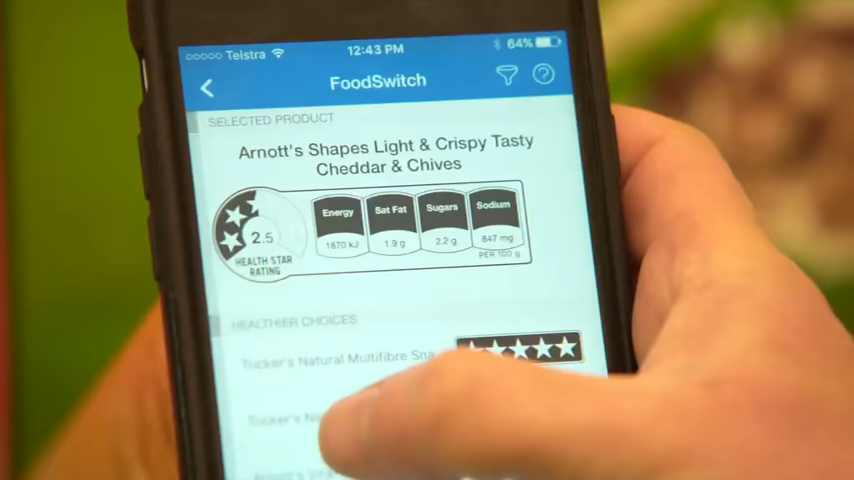 Telstra 12:43 PM 64%
FoodSwitch
SELECTED PRODUCT
Arnott's Shapes Light & Crispy Tasty
Cheddar & Chives
Energy Sat Fat Sugars Sodium
2.5 1870 kJ 1.9 g 2.2 g 847 mg
HEALTH STAR
RATING
PER 100 g
HEALTHIER CHOICES
Tucker's Natural Multifibre Sna
Tucker's
Arnott's